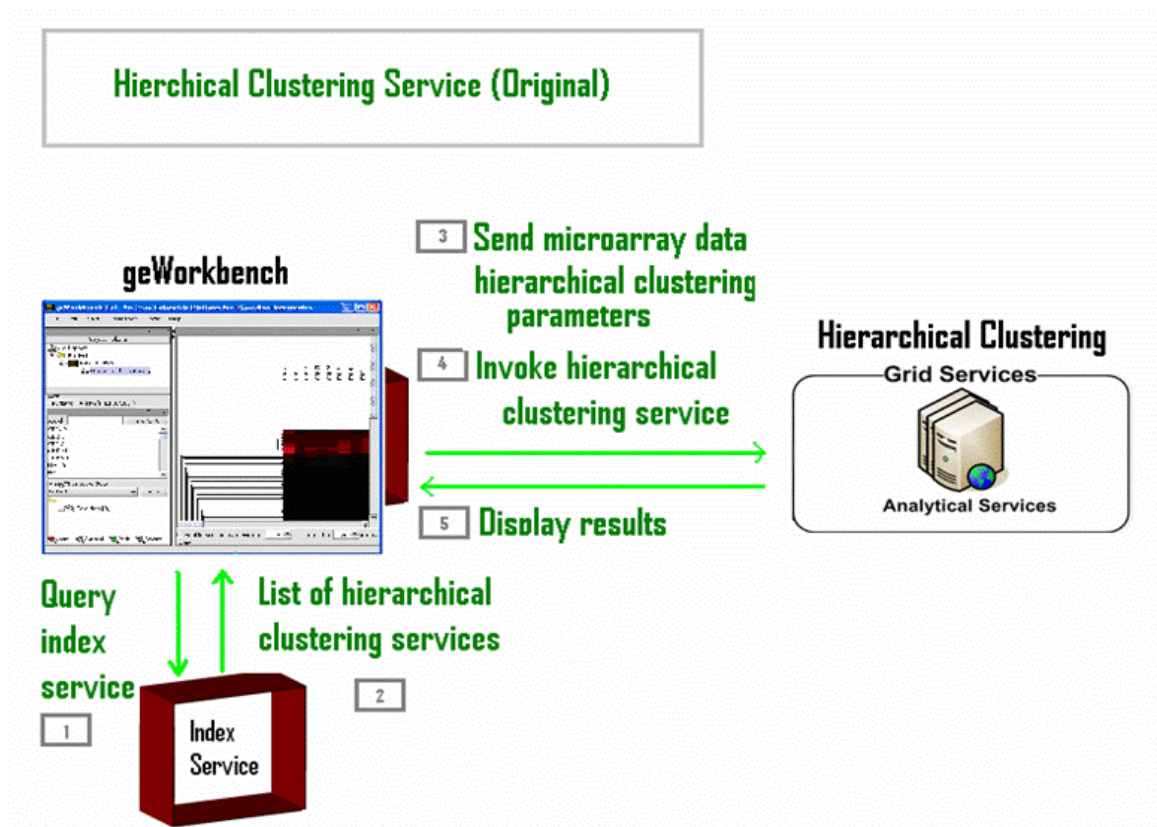 Hierchical Clustering Service (Original)
3
Send microarray data
hierarchical clustering
parameters
geWorkbench
4
Invoke hierarchical
clustering service
Hierarchical Clustering
Grid Services
Analytical Services
5
Display results
Query
index
service
1
List of hierarchical
clustering services
2
Index
Service